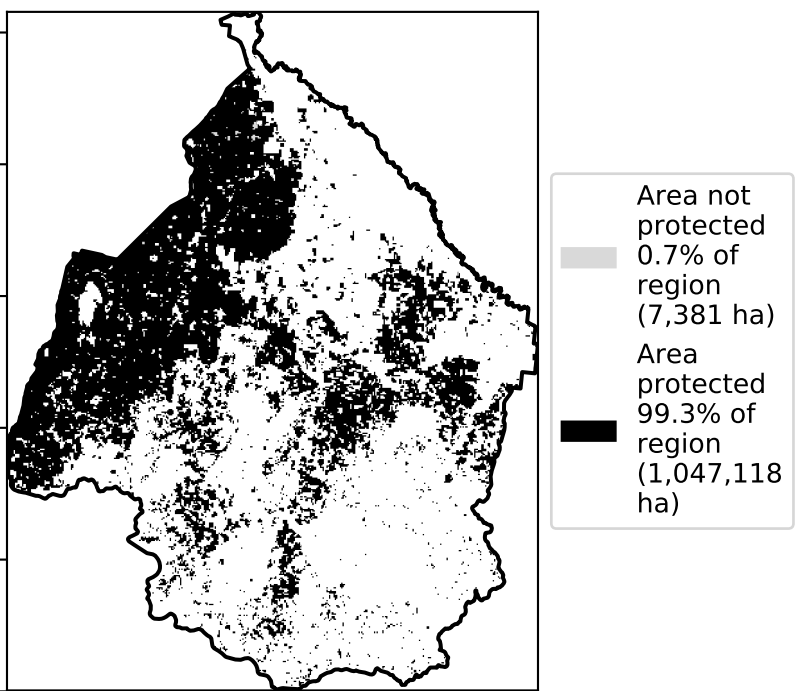 Area not
protected
0.7% of
region
(7,381 ha)
Area
protected
99.3% of
region
(1,047,118
ha)